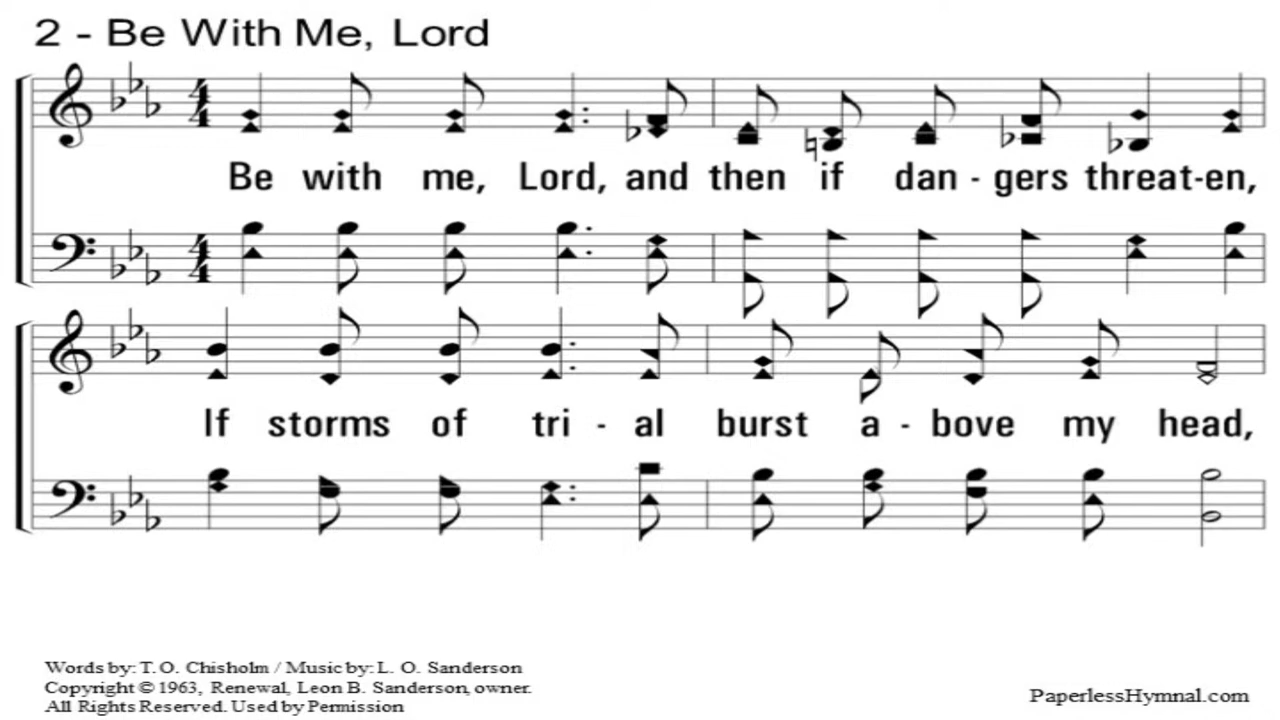 2 - Be With Me, Lord
Be with me, Lord, and then if dan - gers threat-en,
If storms of tri - al burst a - bove my head,
Words by: T. O. Chisholm / Music by: L. O. Sanderson
Copyright © 1963, Renewal, Leon B. Sanderson, owner.
All Rights Reserved. Used by Permission
PaperlessHymnal.com